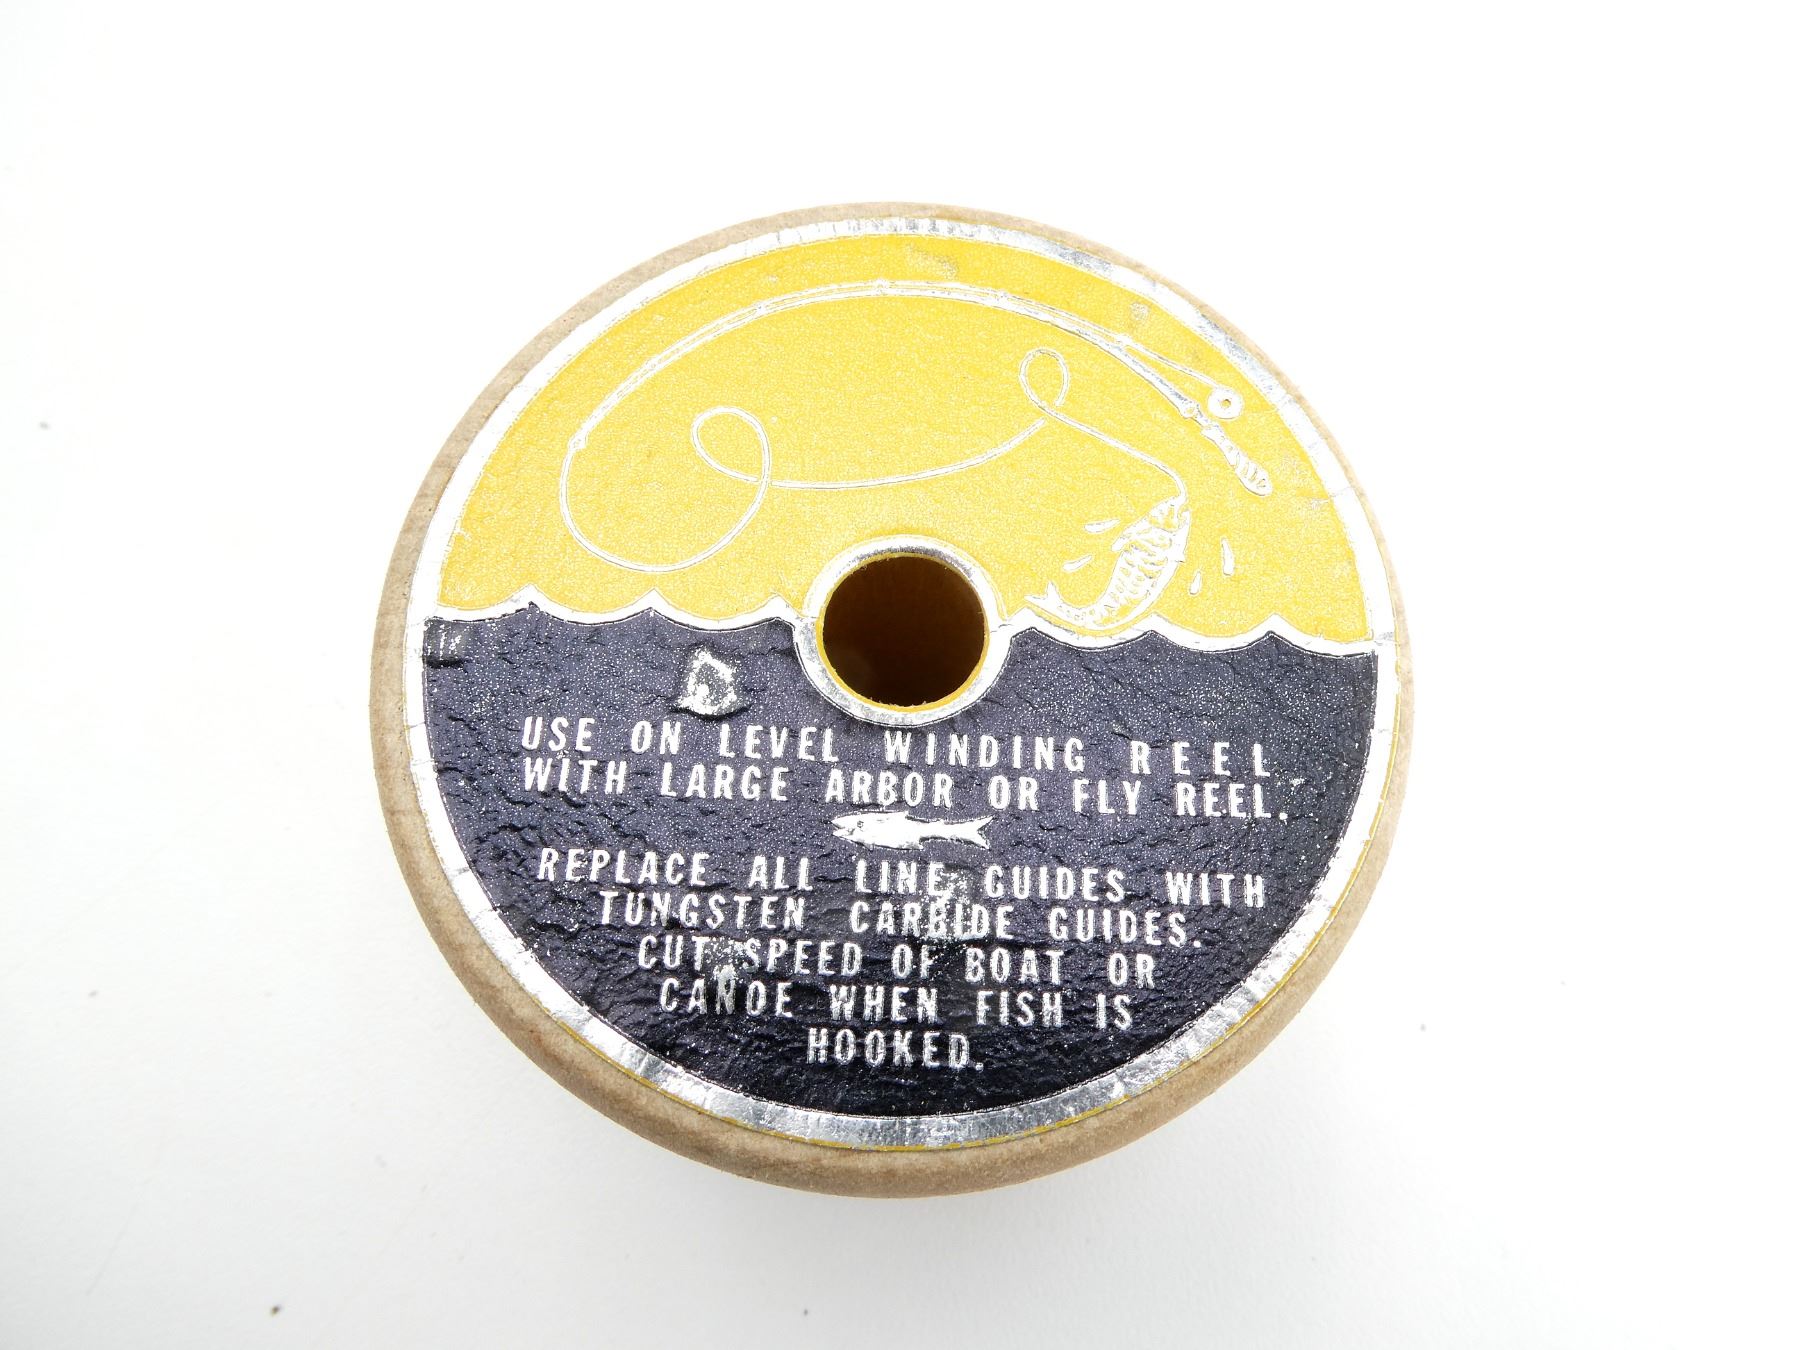 USE ON LEVEL WINDING REEL
WITH LARGE ARBOR OR FLY REEL.
REPLACE ALL LINE GUIDES WITH
TUNGSTEN CARBIDE GUIDES.
CUT SPEED OF BOAT OR
CANOE WHEN FISH IS
HOOKED.